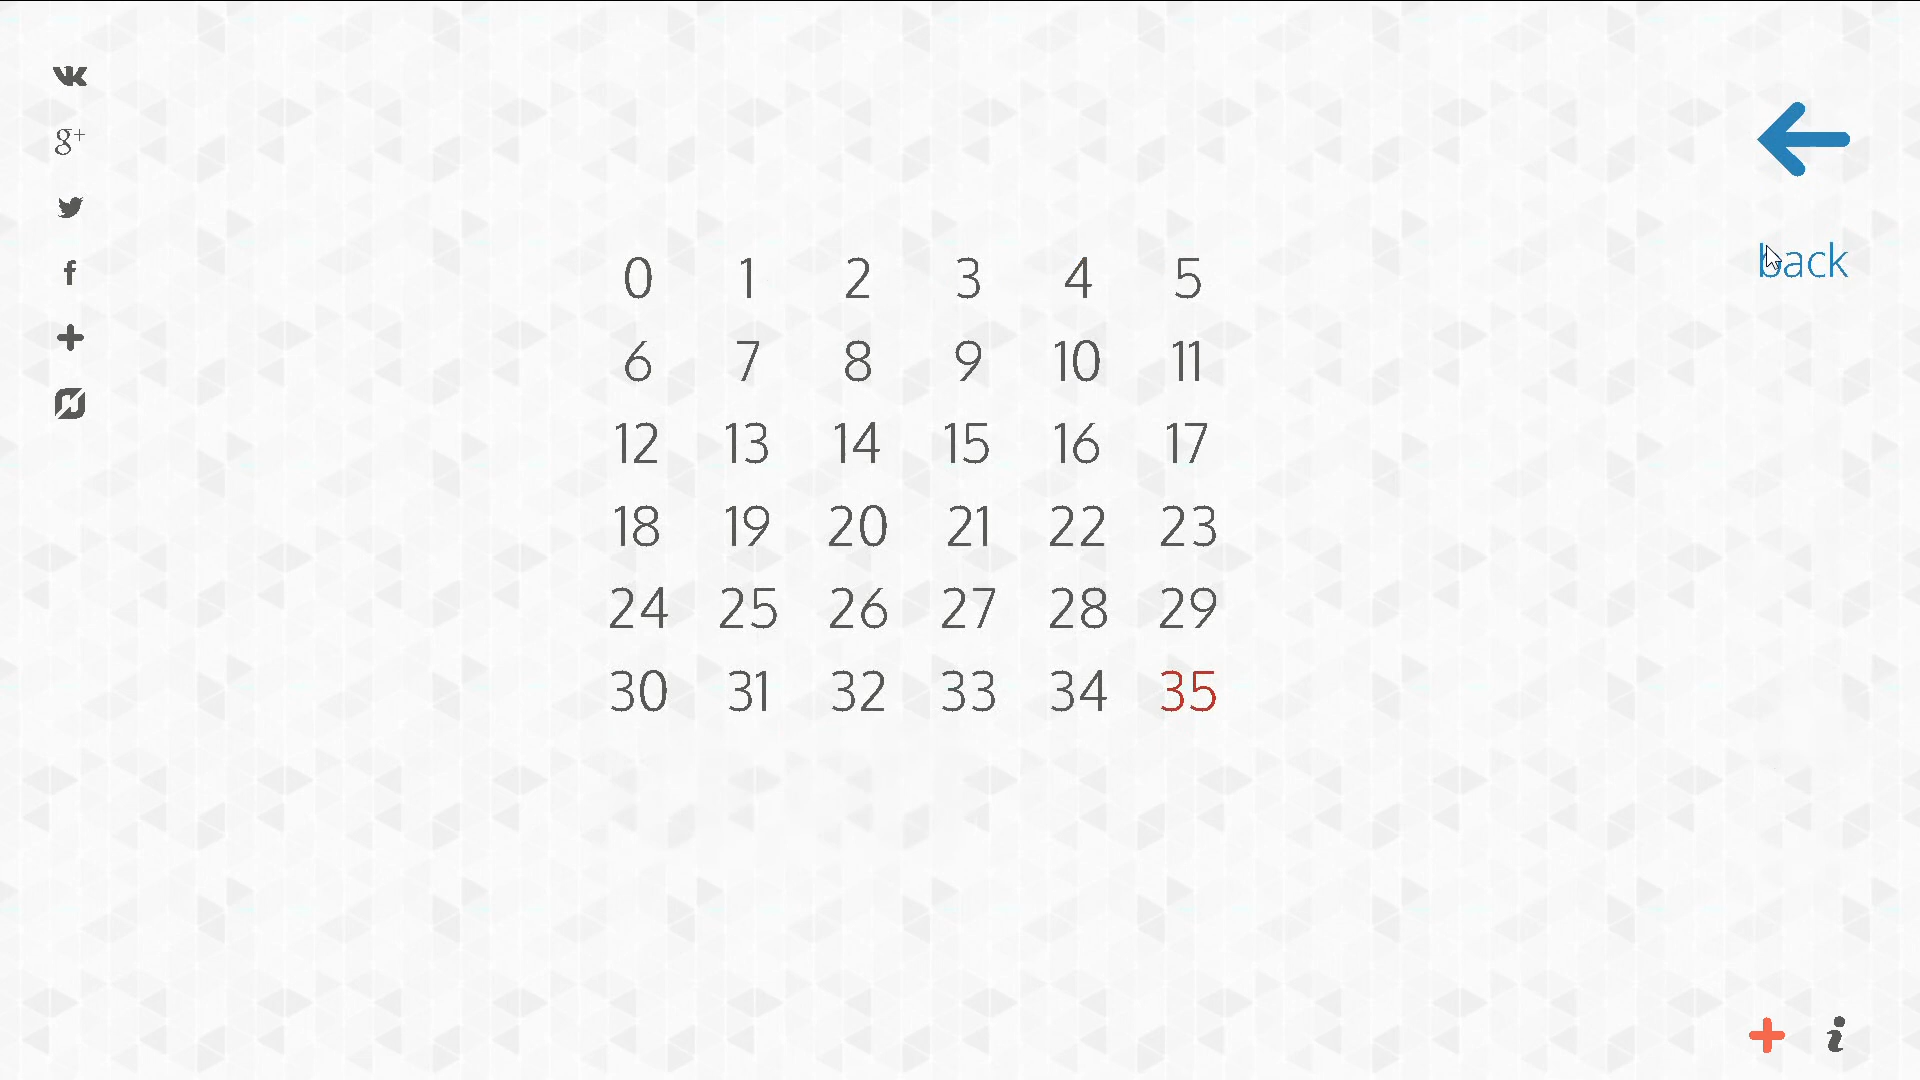 g+
f
back
0 1 2 3 4 5
6 7 8 9 10 11
12 13 14 15 16 17
18 19 20 21 22 23
24 25 26 27 28 29
30 31 32 33 34 35
i